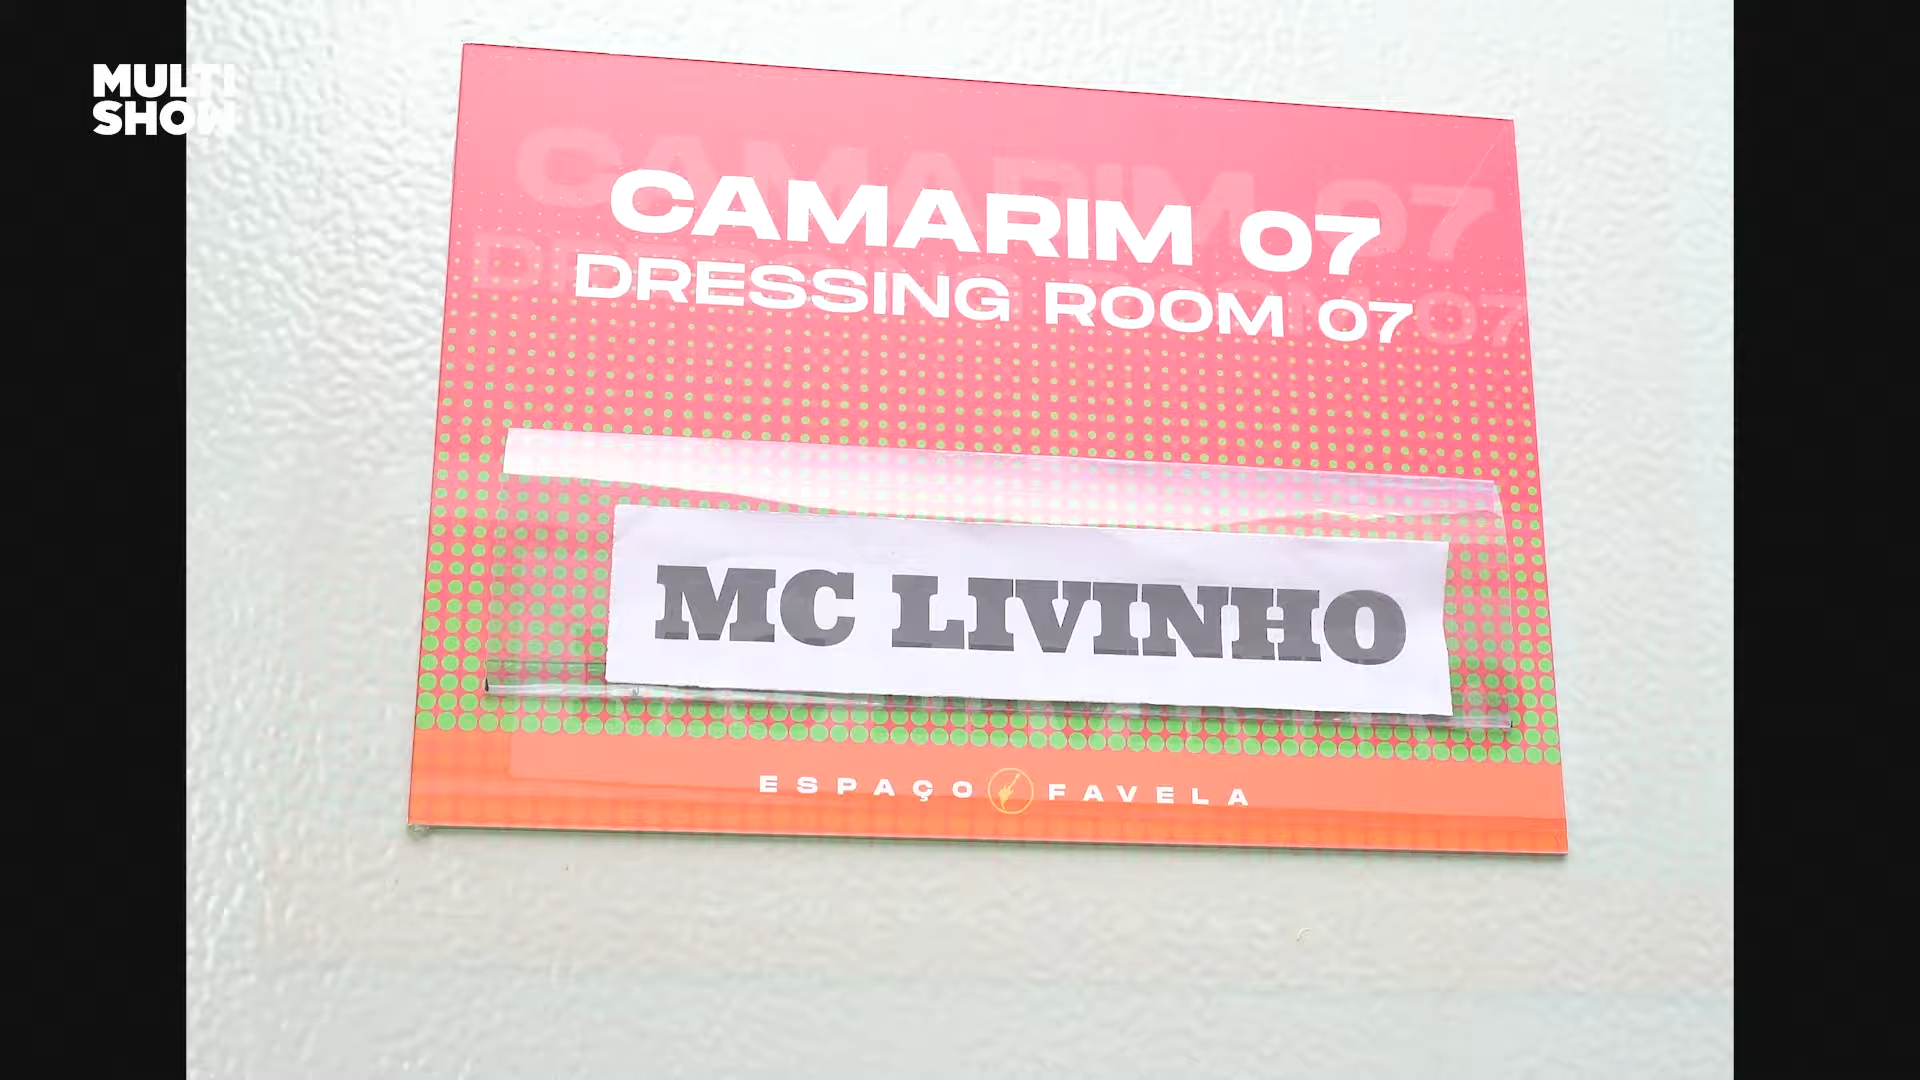 MULTI
SHOW
CAMARIM 07
DRESSING ROOM 07
MC LIVINHO
ESPAÇO FAVELA